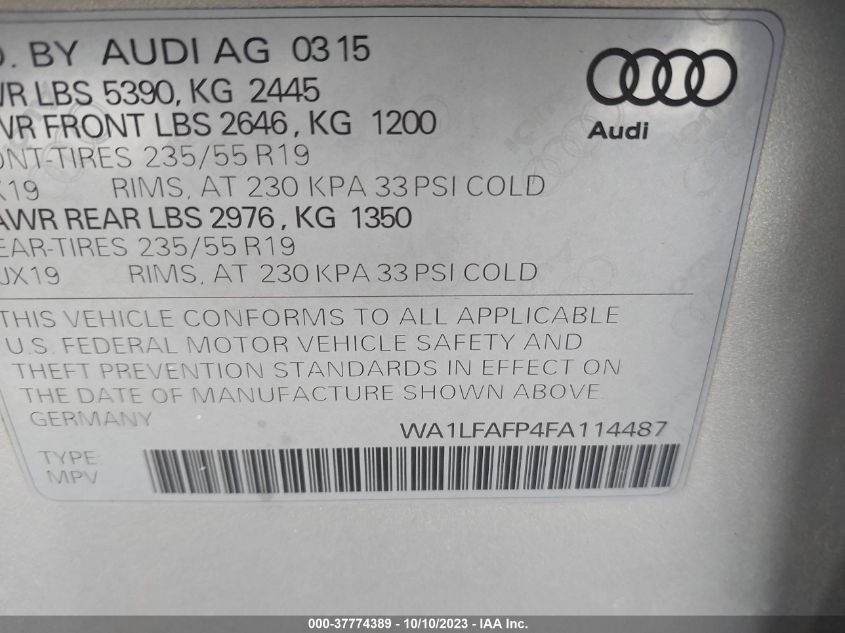 D. BY AUDI AG 03 15
Audi
WR LBS 5390, KG 2445
WR FRONT LBS 2646, KG 1200
ONT-TIRES 235/55 R19
X19 RIMS, AT 230 KPA 33 PSI COLD
AWR REAR LBS 2976, KG 1350
EAR-TIRES 235/55 R19
JX19 RIMS, AT 230 KPA 33 PSI COLD
THIS VEHICLE CONFORMS TO ALL APPLICABLE
U.S. FEDERAL MOTOR VEHICLE SAFETY AND
THEFT PREVENTION STANDARDS IN EFFECT ON
THE DATE OF MANUFACTURE SHOWN ABOVE.
GERMANY
WA1LFAFP4FA114487
TYPE:
MPV
000-37774389 - 10/10/2023 - IAA Inc.